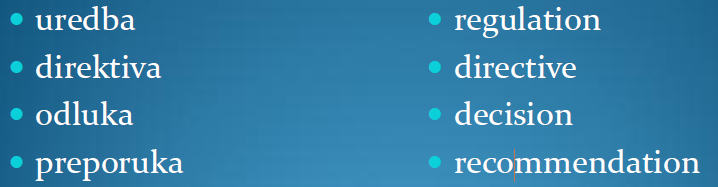 • uredba
• direktiva
• odluka
• preporuka
• regulation
• directive
• decision
• recommendation